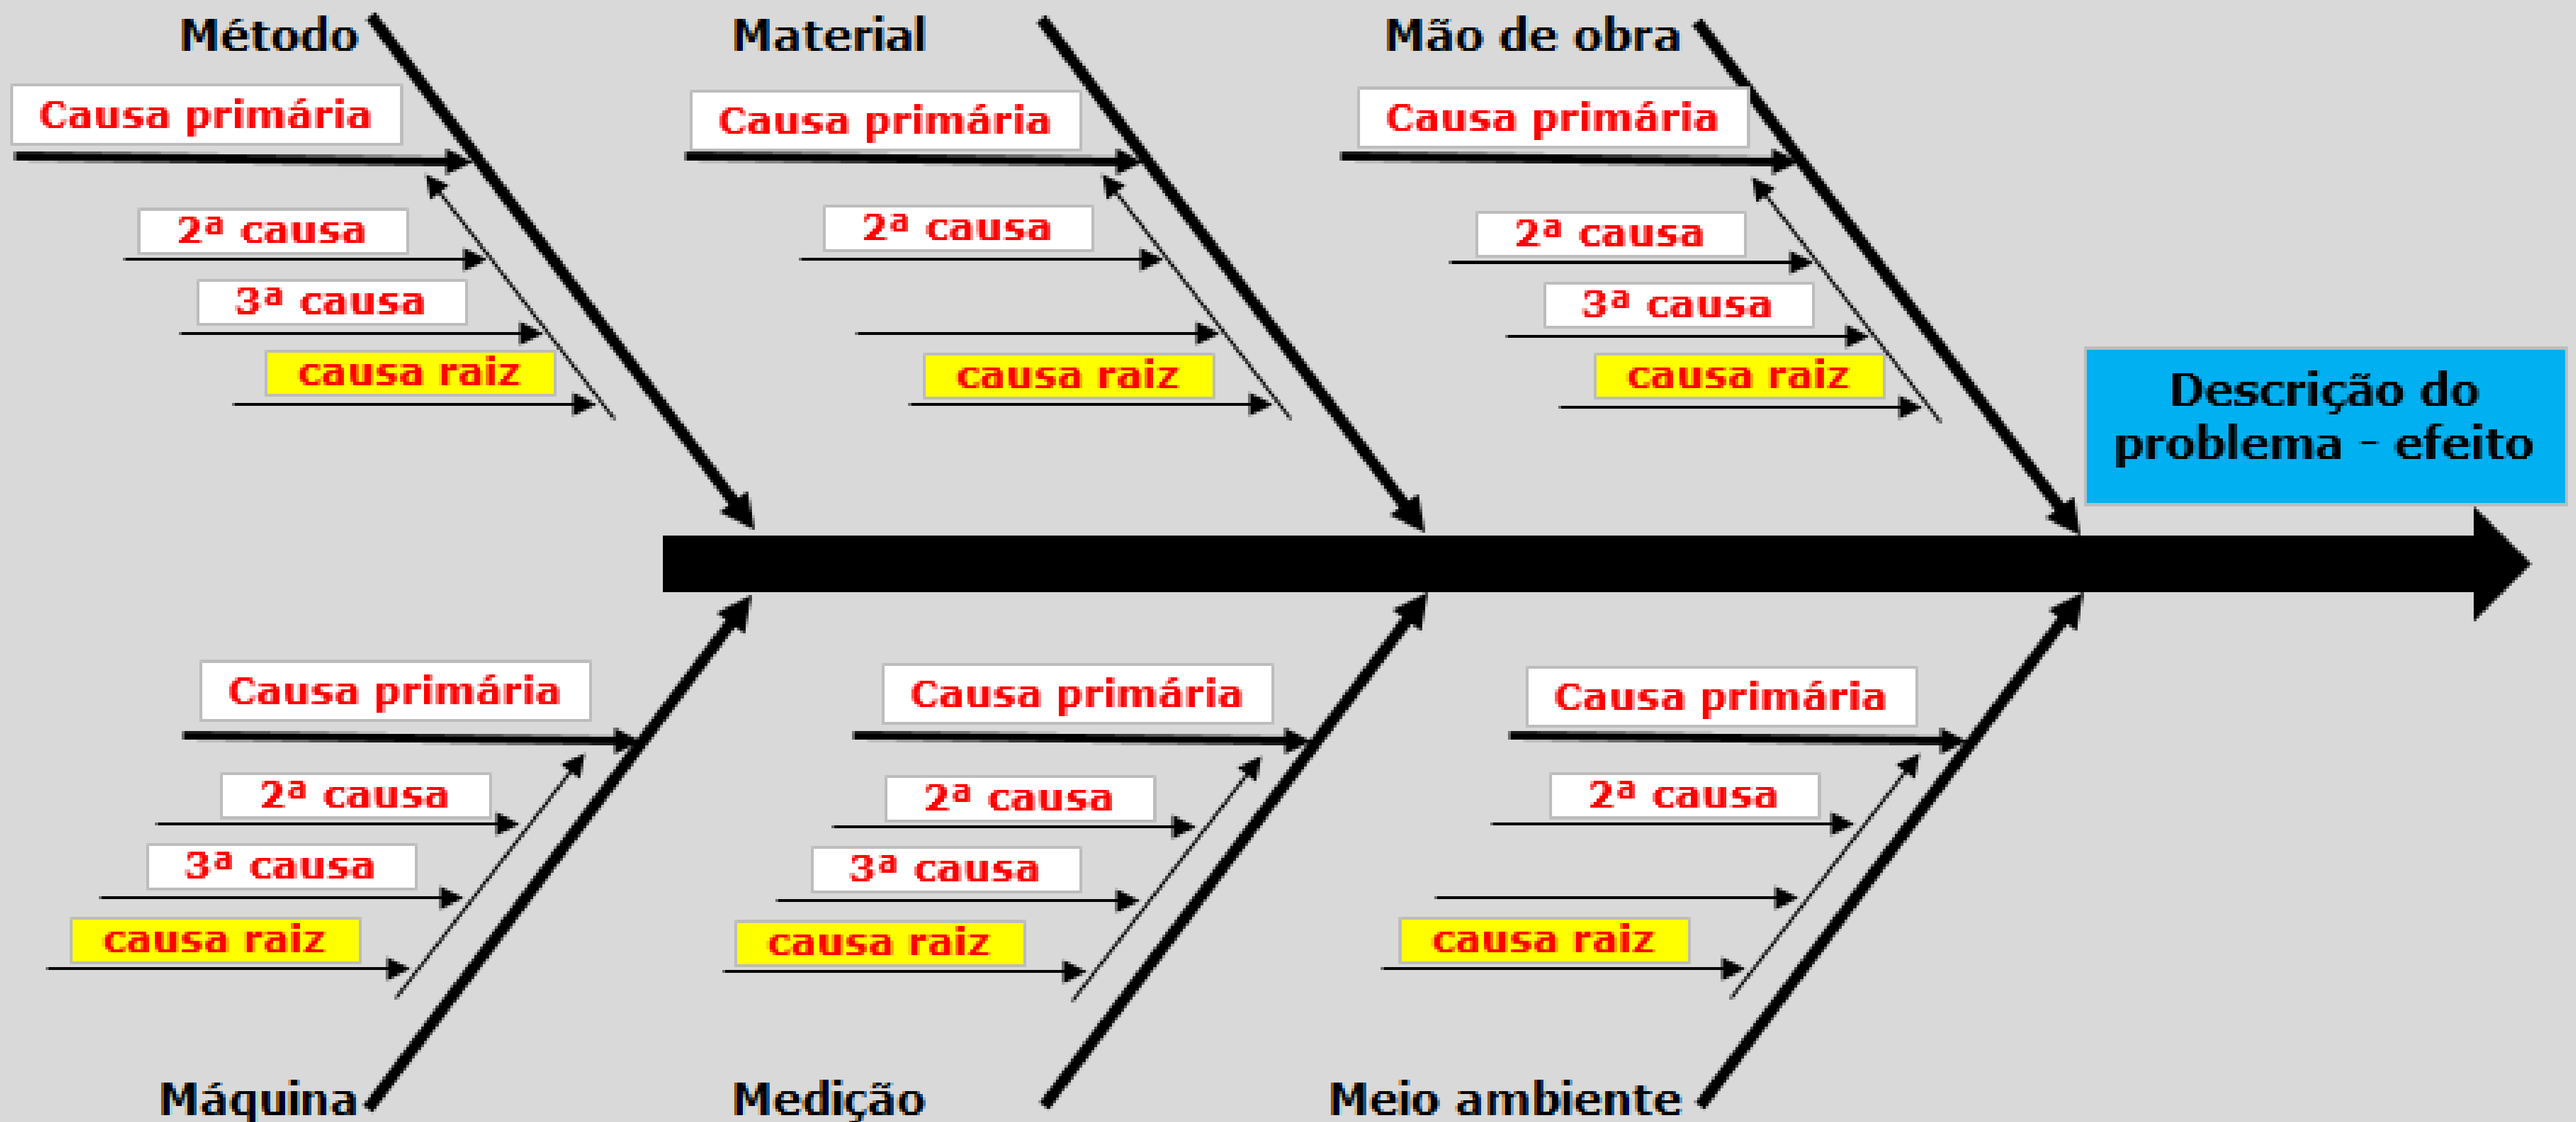 Método
Causa primária
2ª causa
3ª causa
causa raiz
Material
Causa primária
2ª causa
causa raiz
Mão de obra
Causa primária
2ª causa
3ª causa
causa raiz
Descrição do
problema - efeito
Causa primária
2ª causa
3ª causa
causa raiz
Máquina
Causa primária
2ª causa
3ª causa
causa raiz
Medição
Causa primária
2ª causa
causa raiz
Meio ambiente